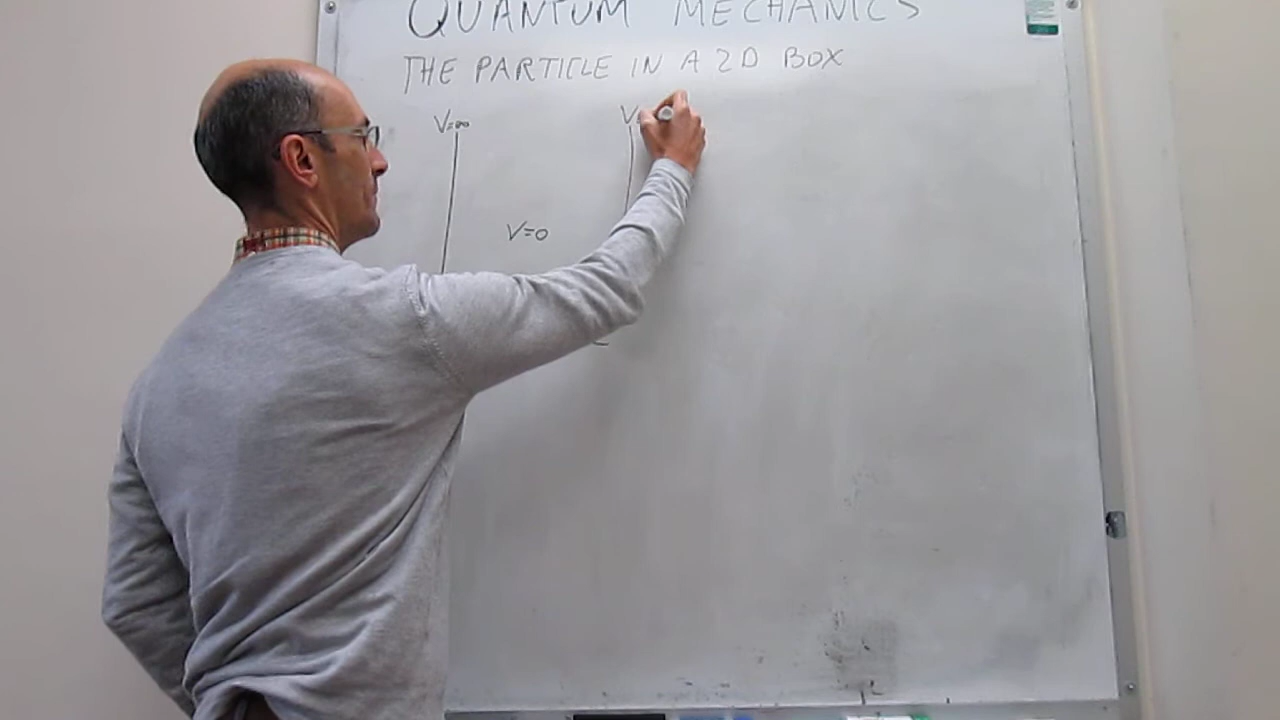 QUANTUM MECHANICS
THE PARTICLE IN A 2D BOX
V=∞ V=
V=0
L